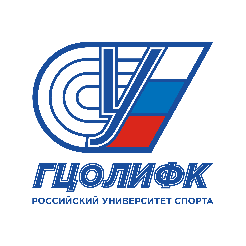 ГЦОЛИФК
РОССИЙСКИЙ УНИВЕРСИТЕТ СПОРТА